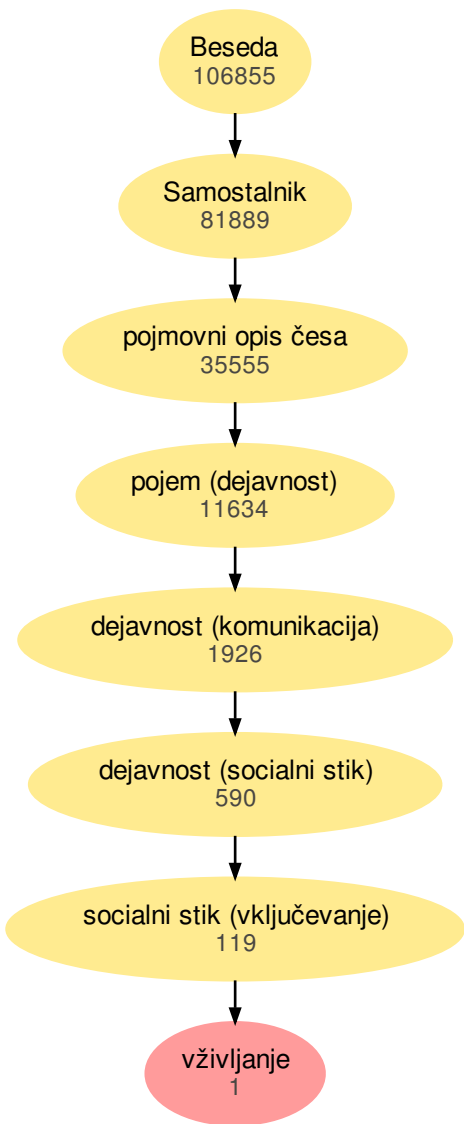 Beseda
106855
Samostalnik
81889
pojmovni opis česa
35555
pojem (dejavnost)
11634
dejavnost (komunikacija)
1926
dejavnost (socialni stik)
590
socialni stik (vključevanje)
119
vživljanje
1